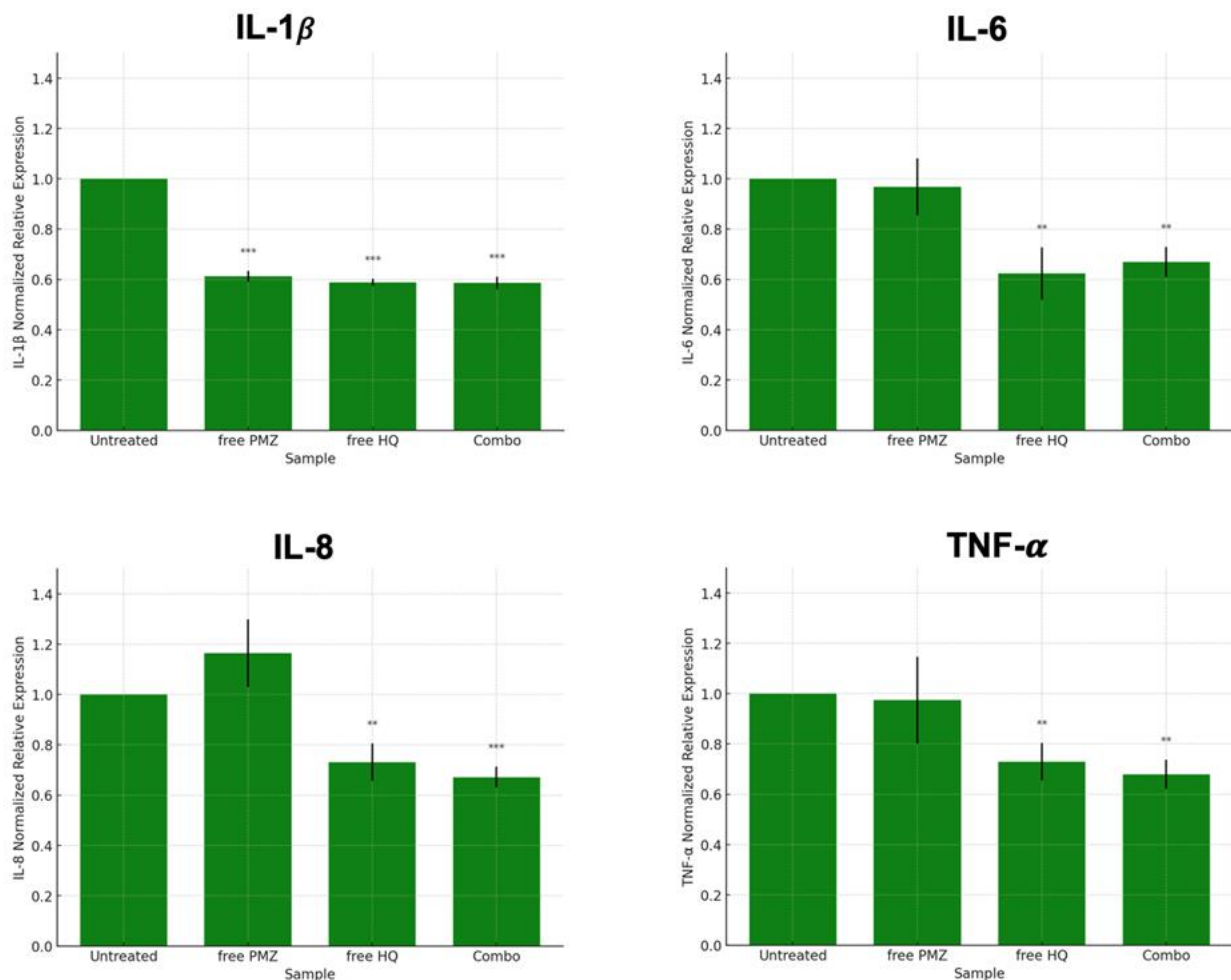 IL-1β
IL-1β Normalized Relative Expression
1.4
1.2
1.0
0.8
0.6
0.4
0.2
0.0
***
***
***
Untreated free PMZ free HQ Combo
Sample
IL-6
IL-6 Normalized Relative Expression
1.4
1.2
1.0
0.8
0.6
0.4
0.2
0.0
**
**
Untreated free PMZ free HQ Combo
Sample
IL-8
IL-8 Normalized Relative Expression
1.4
1.2
1.0
0.8
0.6
0.4
0.2
0.0
**
***
Untreated free PMZ free HQ Combo
Sample
TNF-α
TNF-α Normalized Relative Expression
1.4
1.2
1.0
0.8
0.6
0.4
0.2
0.0
**
**
Untreated free PMZ free HQ Combo
Sample